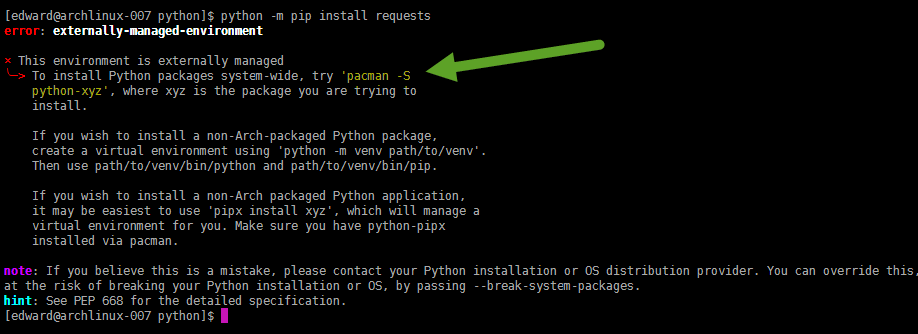 [edward@archlinux-007 python]$ python -m pip install requests
error: externally-managed-environment
× This environment is externally managed
╰─> To install Python packages system-wide, try 'pacman -S
python-xyz', where xyz is the package you are trying to
install.
If you wish to install a non-Arch-packaged Python package,
create a virtual environment using 'python -m venv path/to/venv'.
Then use path/to/venv/bin/python and path/to/venv/bin/pip.
If you wish to install a non-Arch packaged Python application,
it may be easiest to use 'pipx install xyz', which will manage a
virtual environment for you. Make sure you have python-pipx
installed via pacman.
note: If you believe this is a mistake, please contact your Python installation or OS distribution provider. You can override this,
at the risk of breaking your Python installation or OS, by passing --break-system-packages.
hint: See PEP 668 for the detailed specification.
[edward@archlinux-007 python]$